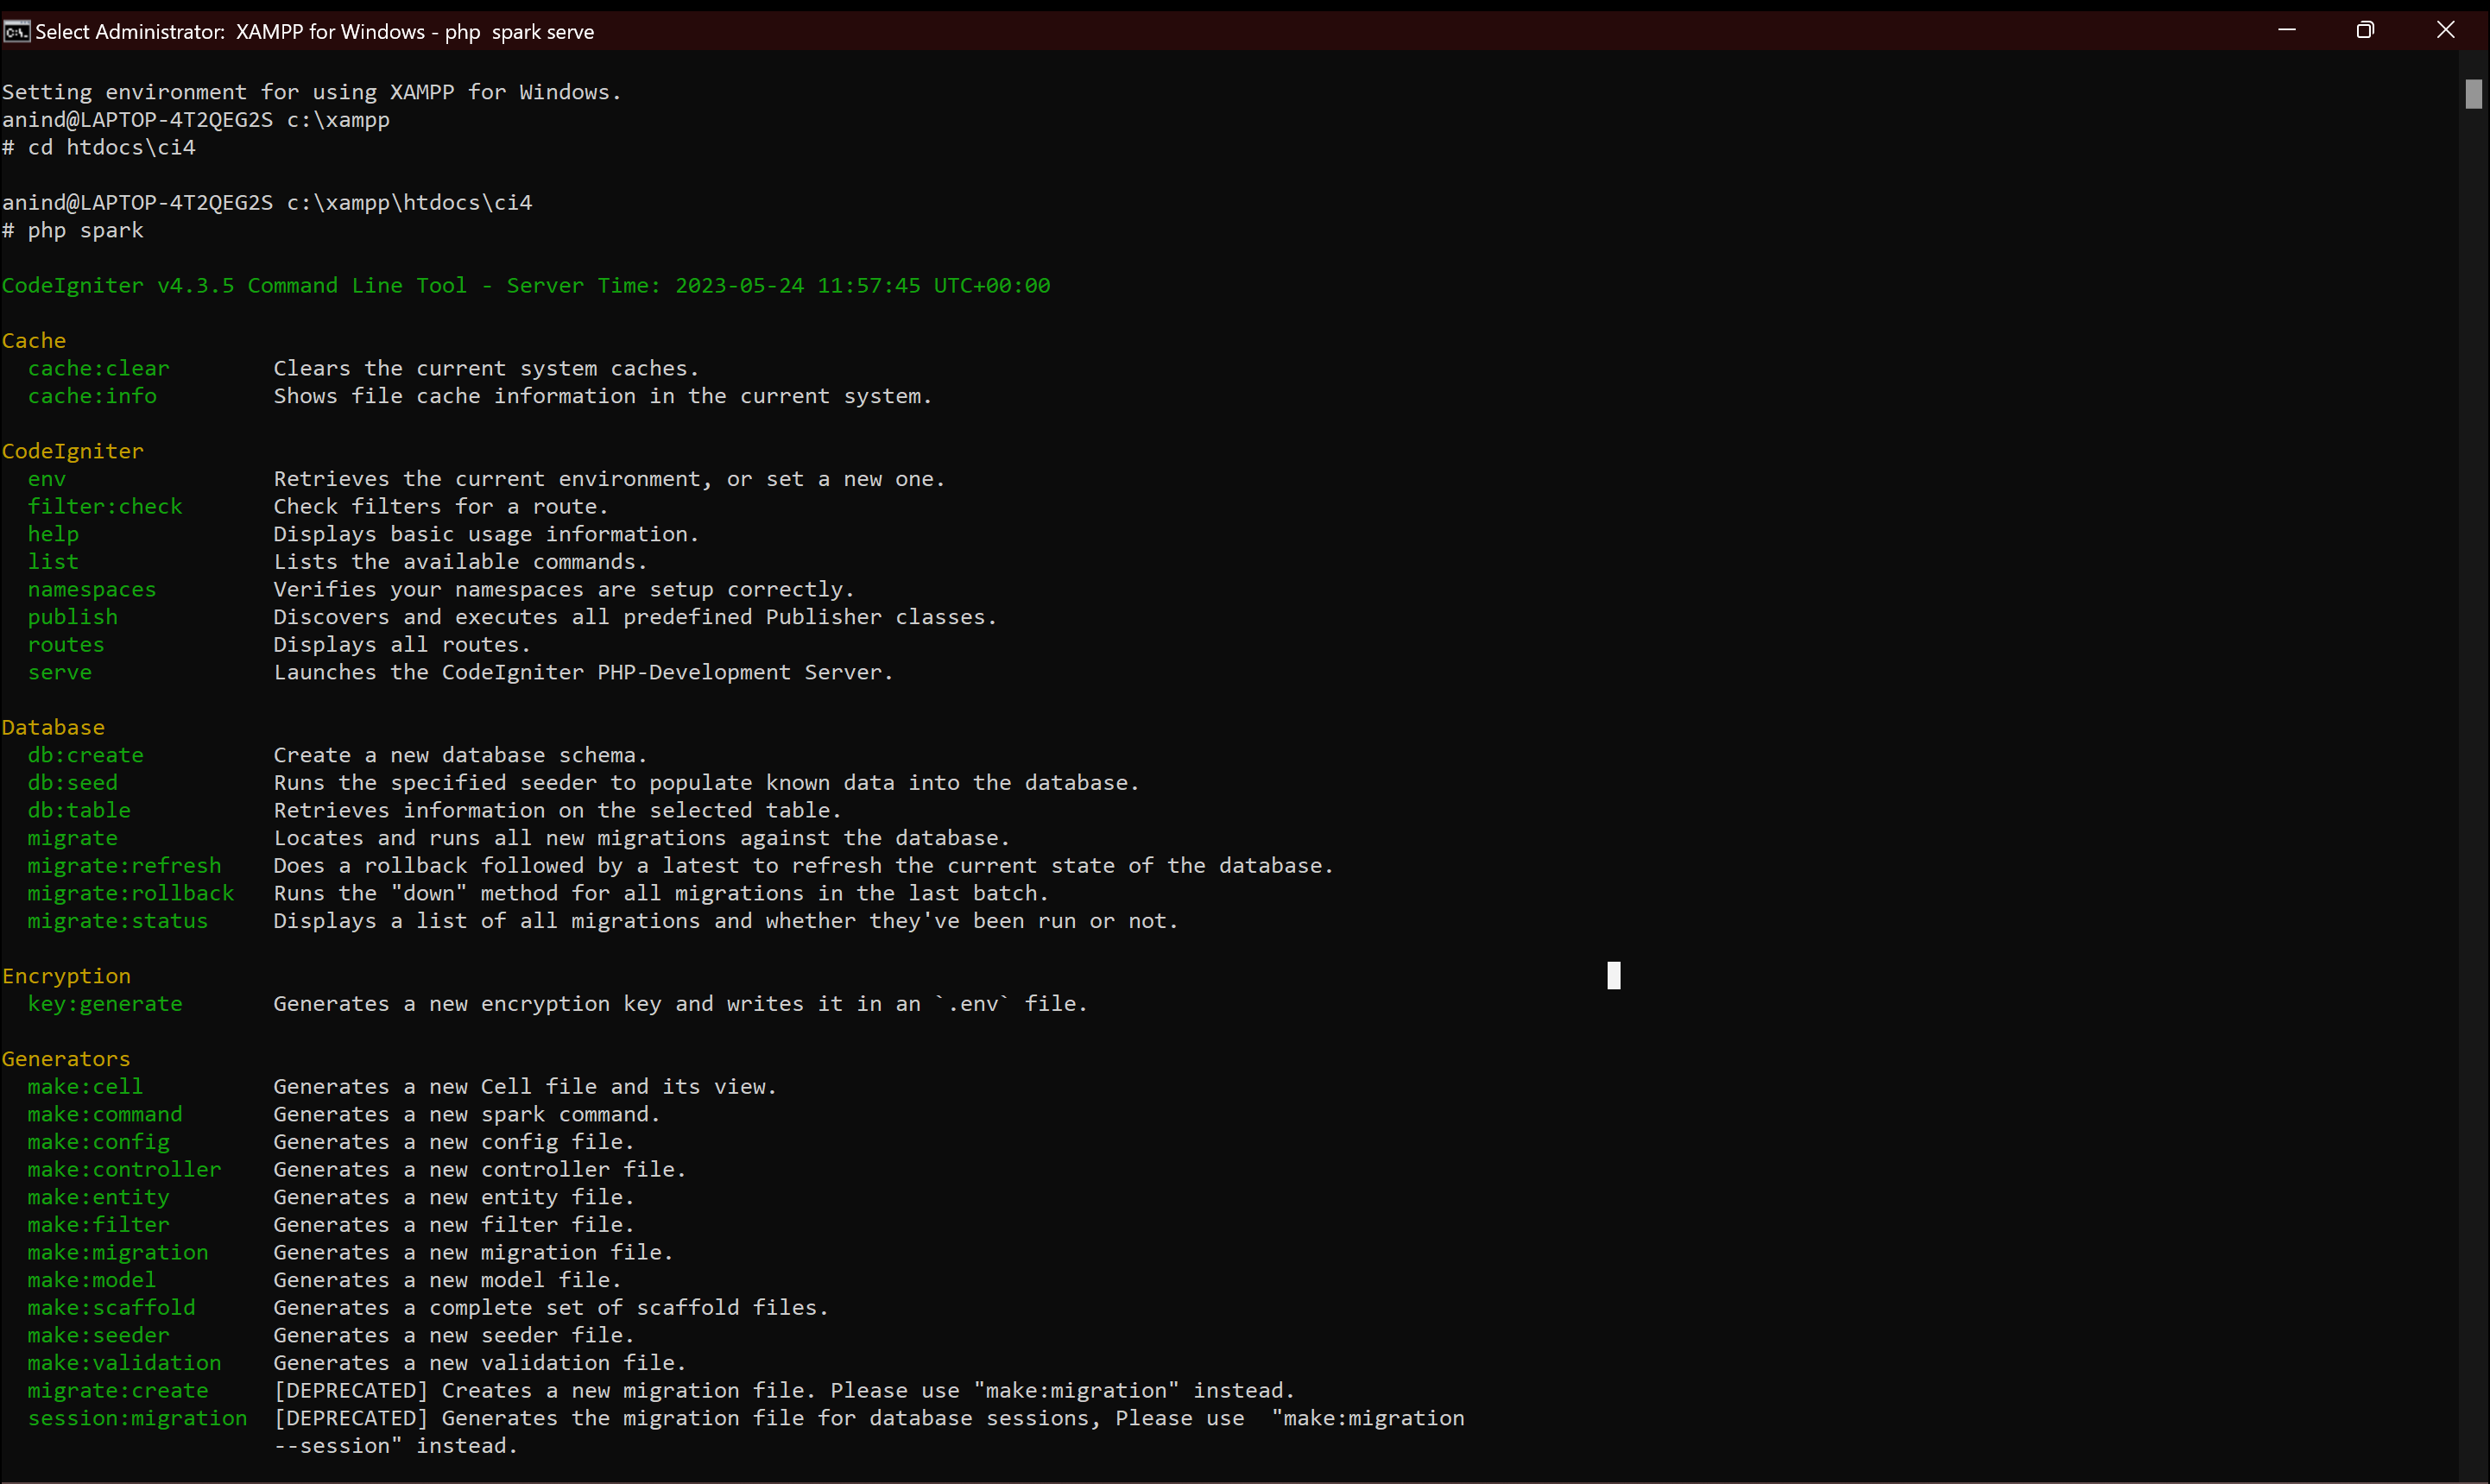 Select Administrator:  XAMPP for Windows - php  spark serve
Setting environment for using XAMPP for Windows.
anind@LAPTOP-4T2QEG2S c:\xampp
# cd htdocs\ci4
anind@LAPTOP-4T2QEG2S c:\xampp\htdocs\ci4
# php spark
CodeIgniter v4.3.5 Command Line Tool - Server Time: 2023-05-24 11:57:45 UTC+00:00
Cache
  cache:clear        Clears the current system caches.
  cache:info         Shows file cache information in the current system.
CodeIgniter
  env                Retrieves the current environment, or set a new one.
  filter:check       Check filters for a route.
  help               Displays basic usage information.
  list               Lists the available commands.
  namespaces         Verifies your namespaces are setup correctly.
  publish            Discovers and executes all predefined Publisher classes.
  routes             Displays all routes.
  serve              Launches the CodeIgniter PHP-Development Server.
Database
  db:create          Create a new database schema.
  db:seed            Runs the specified seeder to populate known data into the database.
  db:table           Retrieves information on the selected table.
  migrate            Locates and runs all new migrations against the database.
  migrate:refresh    Does a rollback followed by a latest to refresh the current state of the database.
  migrate:rollback   Runs the "down" method for all migrations in the last batch.
  migrate:status     Displays a list of all migrations and whether they've been run or not.
Encryption
  key:generate       Generates a new encryption key and writes it in an `.env` file.
Generators
  make:cell          Generates a new Cell file and its view.
  make:command       Generates a new spark command.
  make:config        Generates a new config file.
  make:controller    Generates a new controller file.
  make:entity        Generates a new entity file.
  make:filter        Generates a new filter file.
  make:migration     Generates a new migration file.
  make:model         Generates a new model file.
  make:scaffold      Generates a complete set of scaffold files.
  make:seeder        Generates a new seeder file.
  make:validation    Generates a new validation file.
  migrate:create     [DEPRECATED] Creates a new migration file. Please use "make:migration" instead.
  session:migration  [DEPRECATED] Generates the migration file for database sessions, Please use  "make:migration
                     --session" instead.